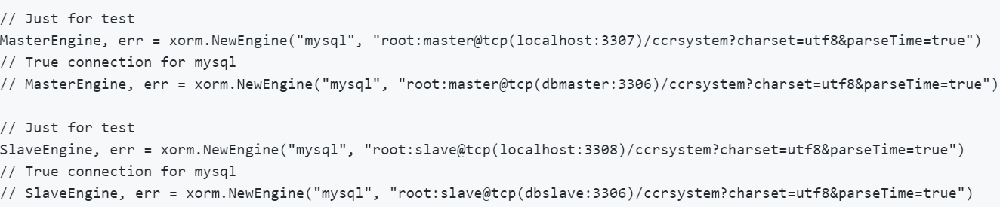 // Just for test
MasterEngine, err = xorm.NewEngine("mysql", "root:master@tcp(localhost:3307)/ccrsystem?charset=utf8&parseTime=true")
// True connection for mysql
// MasterEngine, err = xorm.NewEngine("mysql", "root:master@tcp(dbmaster:3306)/ccrsystem?charset=utf8&parseTime=true")
// Just for test
SlaveEngine, err = xorm.NewEngine("mysql", "root:slave@tcp(localhost:3308)/ccrsystem?charset=utf8&parseTime=true")
// True connection for mysql
// SlaveEngine, err = xorm.NewEngine("mysql", "root:slave@tcp(dbslave:3306)/ccrsystem?charset=utf8&parseTime=true")